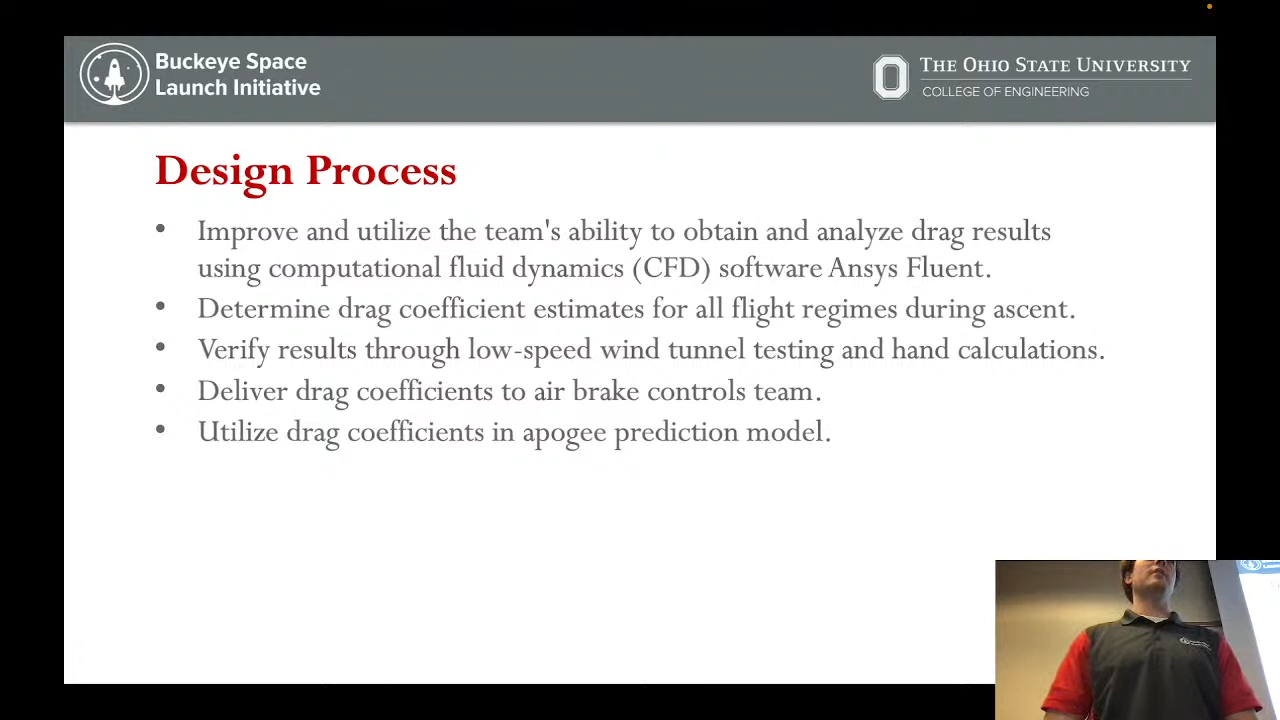 Buckeye Space
Launch Initiative
THE OHIO STATE UNIVERSITY
COLLEGE OF ENGINEERING
Design Process
• Improve and utilize the team's ability to obtain and analyze drag results
using computational fluid dynamics (CFD) software Ansys Fluent.
• Determine drag coefficient estimates for all flight regimes during ascent.
• Verify results through low-speed wind tunnel testing and hand calculations.
• Deliver drag coefficients to air brake controls team.
• Utilize drag coefficients in apogee prediction model.